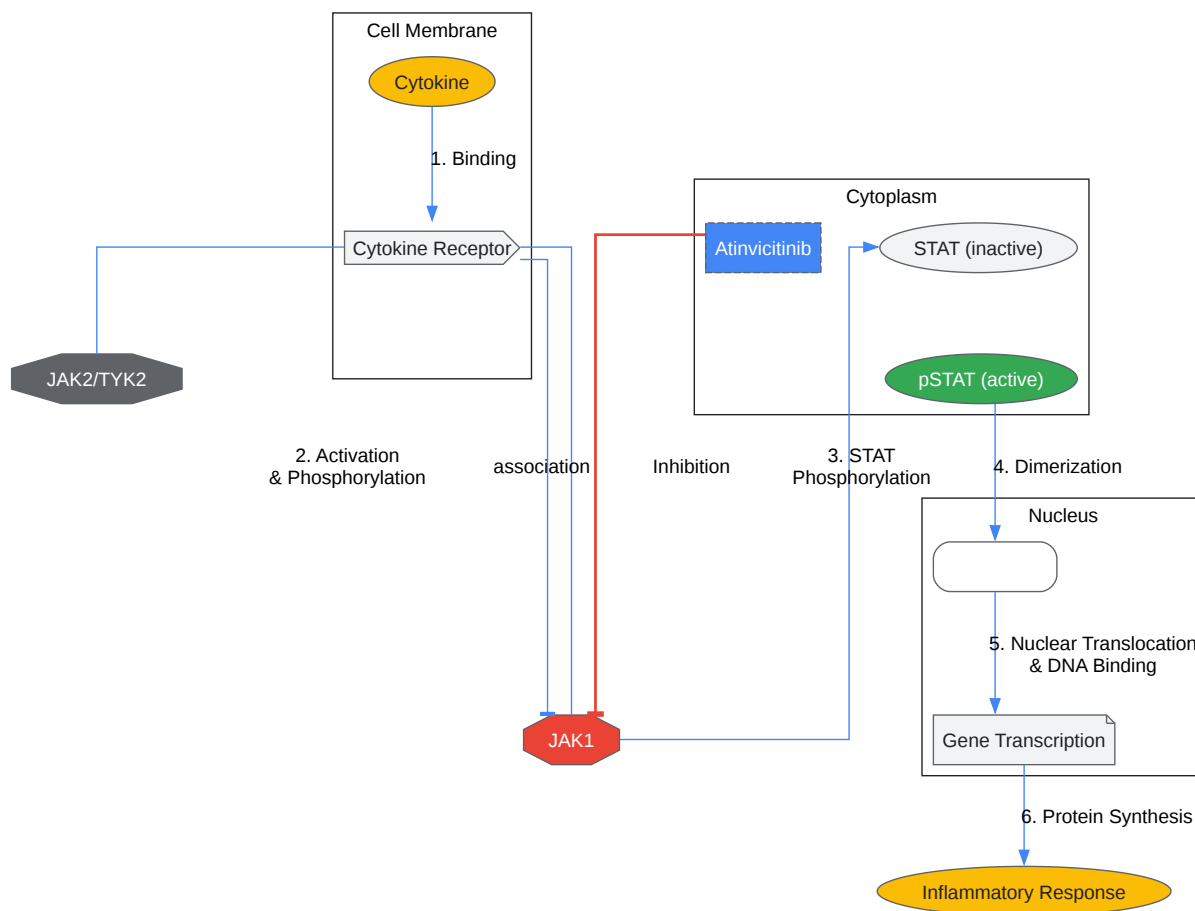 Cell Membrane
Cytokine
1. Binding
Cytokine Receptor
JAK2/TYK2
Cytoplasm
Atinvicitinib
STAT (inactive)
pSTAT (active)
2. Activation
& Phosphorylation
association
Inhibition
3. STAT
Phosphorylation
4. Dimerization
Nucleus
5. Nuclear Translocation
& DNA Binding
JAK1
Gene Transcription
6. Protein Synthesis
Inflammatory Response